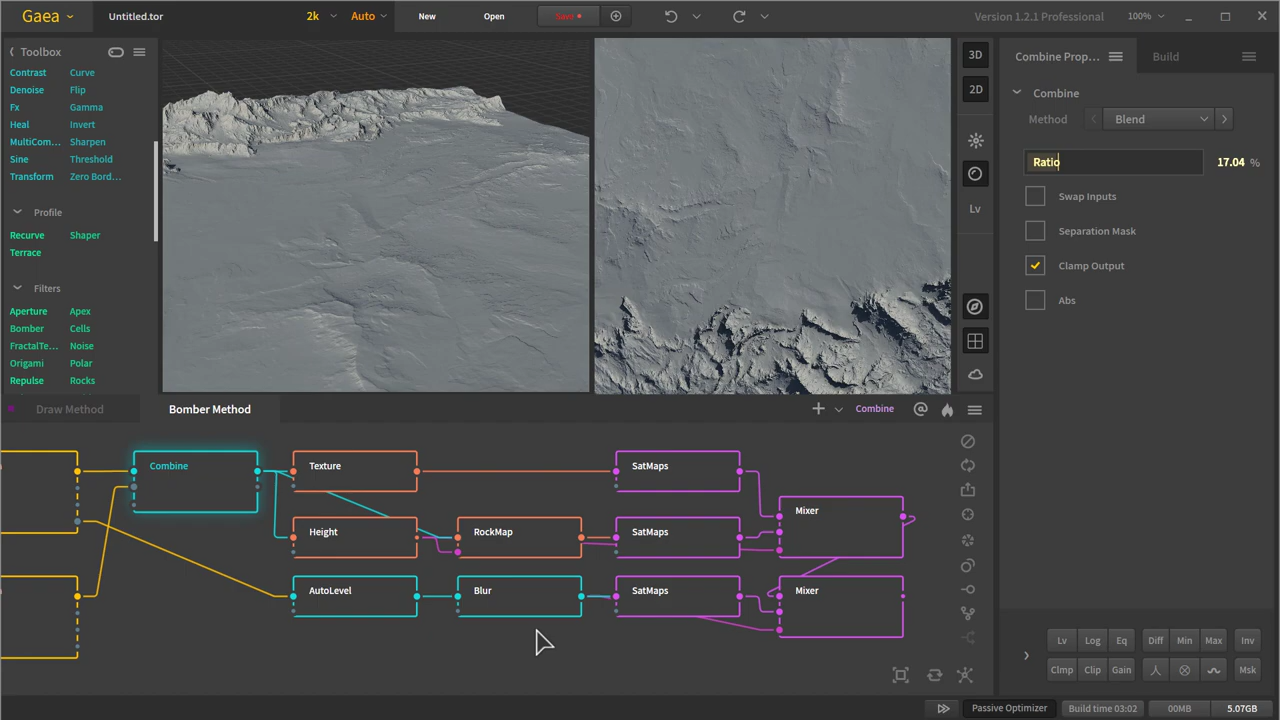 Gaea
Untitled.tor
2k
Auto
New
Open
Save
Version 1.2.1 Professional
100%
Toolbox
Contrast Curve
Denoise Flip
Fx Gamma
Heal Invert
MultiCom... Sharpen
Sine Threshold
Transform Zero Bord...
Profile
Recurve Shaper
Terrace
Filters
Aperture Apex
Bomber Cells
FractalTe... Noise
Origami Polar
Repulse Rocks
3D
2D
Lv
Combine Prop...
Build
Combine
Method Blend
Ratio 17.04 %
Swap Inputs
Separation Mask
Clamp Output
Abs
Draw Method
Bomber Method
Combine
Combine
Texture
SatMaps
Mixer
Height
RockMap
SatMaps
AutoLevel
Blur
SatMaps
Mixer
Lv Log Eq Diff Min Max Inv
Clmp Clip Gain Msk
Passive Optimizer
Build time 03:02
00MB
5.07GB